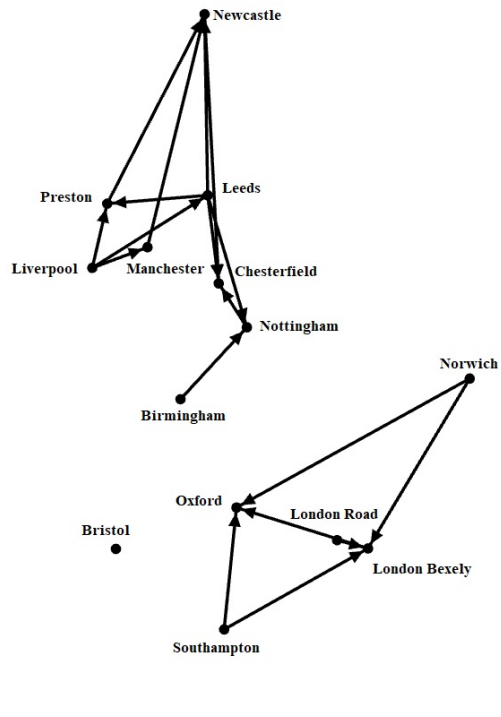 Newcastle
Preston
Leeds
Liverpool
Manchester
Chesterfield
Nottingham
Norwich
Birmingham
Oxford
London Road
Bristol
London Bexely
Southampton